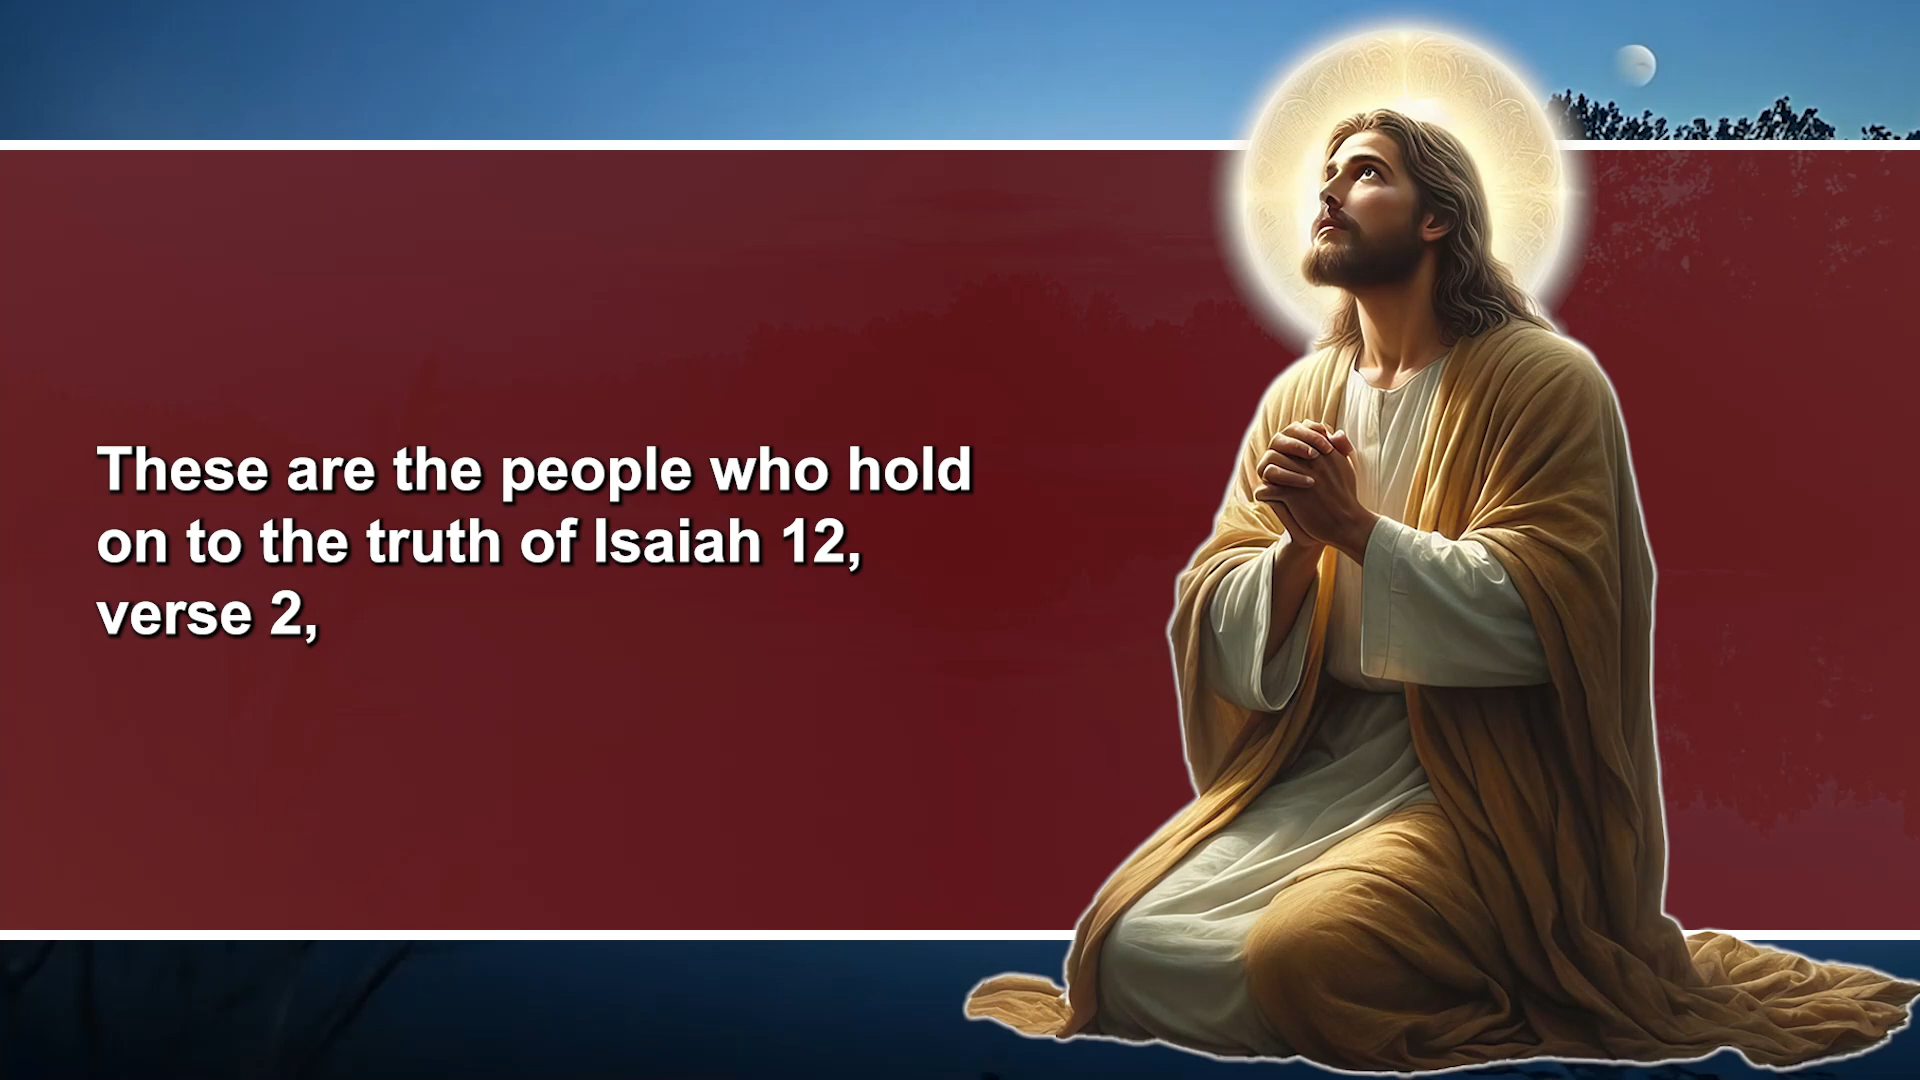 These are the people who hold
on to the truth of Isaiah 12,
verse 2,